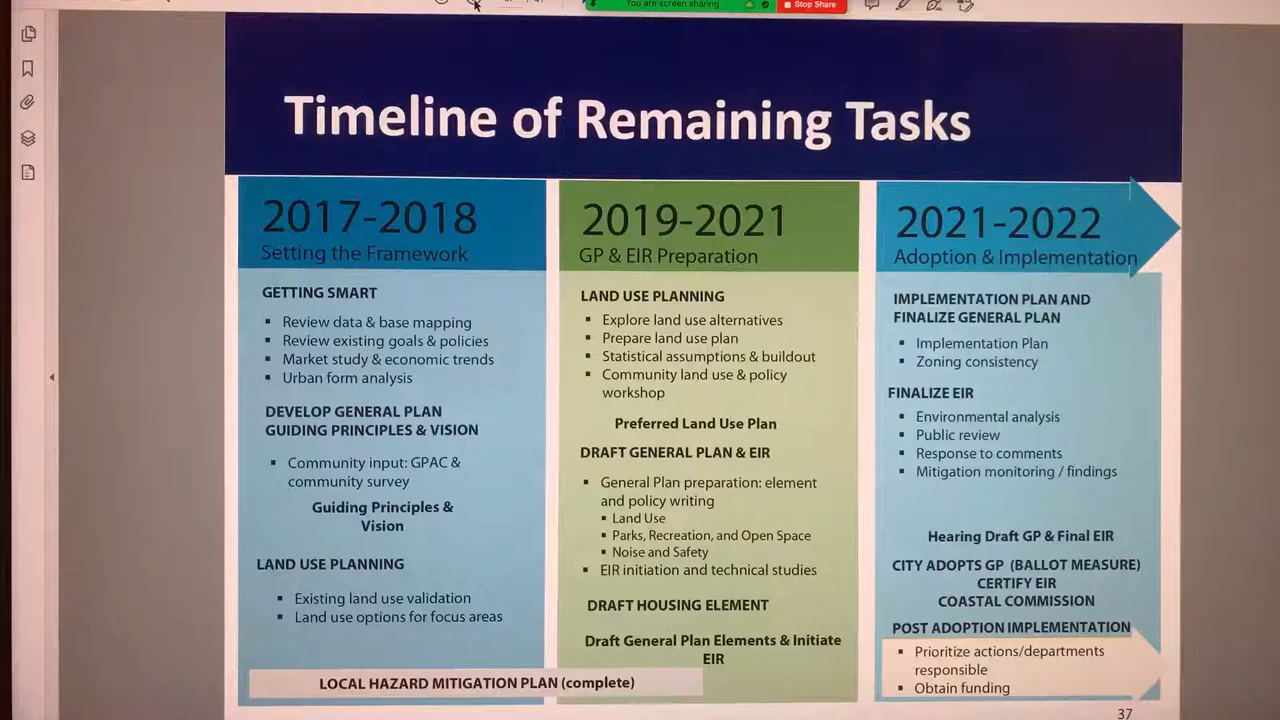 You are screen sharing
Stop Share
Timeline of Remaining Tasks
2017-2018
Setting the Framework
GETTING SMART
▪ Review data & base mapping
▪ Review existing goals & policies
▪ Market study & economic trends
▪ Urban form analysis
DEVELOP GENERAL PLAN
GUIDING PRINCIPLES & VISION
▪ Community input: GPAC &
community survey
Guiding Principles &
Vision
LAND USE PLANNING
▪ Existing land use validation
▪ Land use options for focus areas
2019-2021
GP & EIR Preparation
LAND USE PLANNING
▪ Explore land use alternatives
▪ Prepare land use plan
▪ Statistical assumptions & buildout
▪ Community land use & policy
workshop
Preferred Land Use Plan
DRAFT GENERAL PLAN & EIR
▪ General Plan preparation: element
and policy writing
▪ Land Use
▪ Parks, Recreation, and Open Space
▪ Noise and Safety
▪ EIR initiation and technical studies
DRAFT HOUSING ELEMENT
Draft General Plan Elements & Initiate
EIR
LOCAL HAZARD MITIGATION PLAN (complete)
2021-2022
Adoption & Implementation
IMPLEMENTATION PLAN AND
FINALIZE GENERAL PLAN
▪ Implementation Plan
▪ Zoning consistency
FINALIZE EIR
▪ Environmental analysis
▪ Public review
▪ Response to comments
▪ Mitigation monitoring / findings
Hearing Draft GP & Final EIR
CITY ADOPTS GP (BALLOT MEASURE)
CERTIFY EIR
COASTAL COMMISSION
POST ADOPTION IMPLEMENTATION
▪ Prioritize actions/departments
responsible
▪ Obtain funding
37